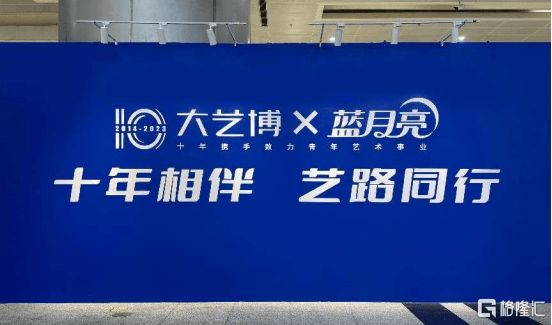 10 大艺博×蓝月亮
2014-2023
十年携手致力青年艺术事业
十年相伴 艺路同行
格隆汇